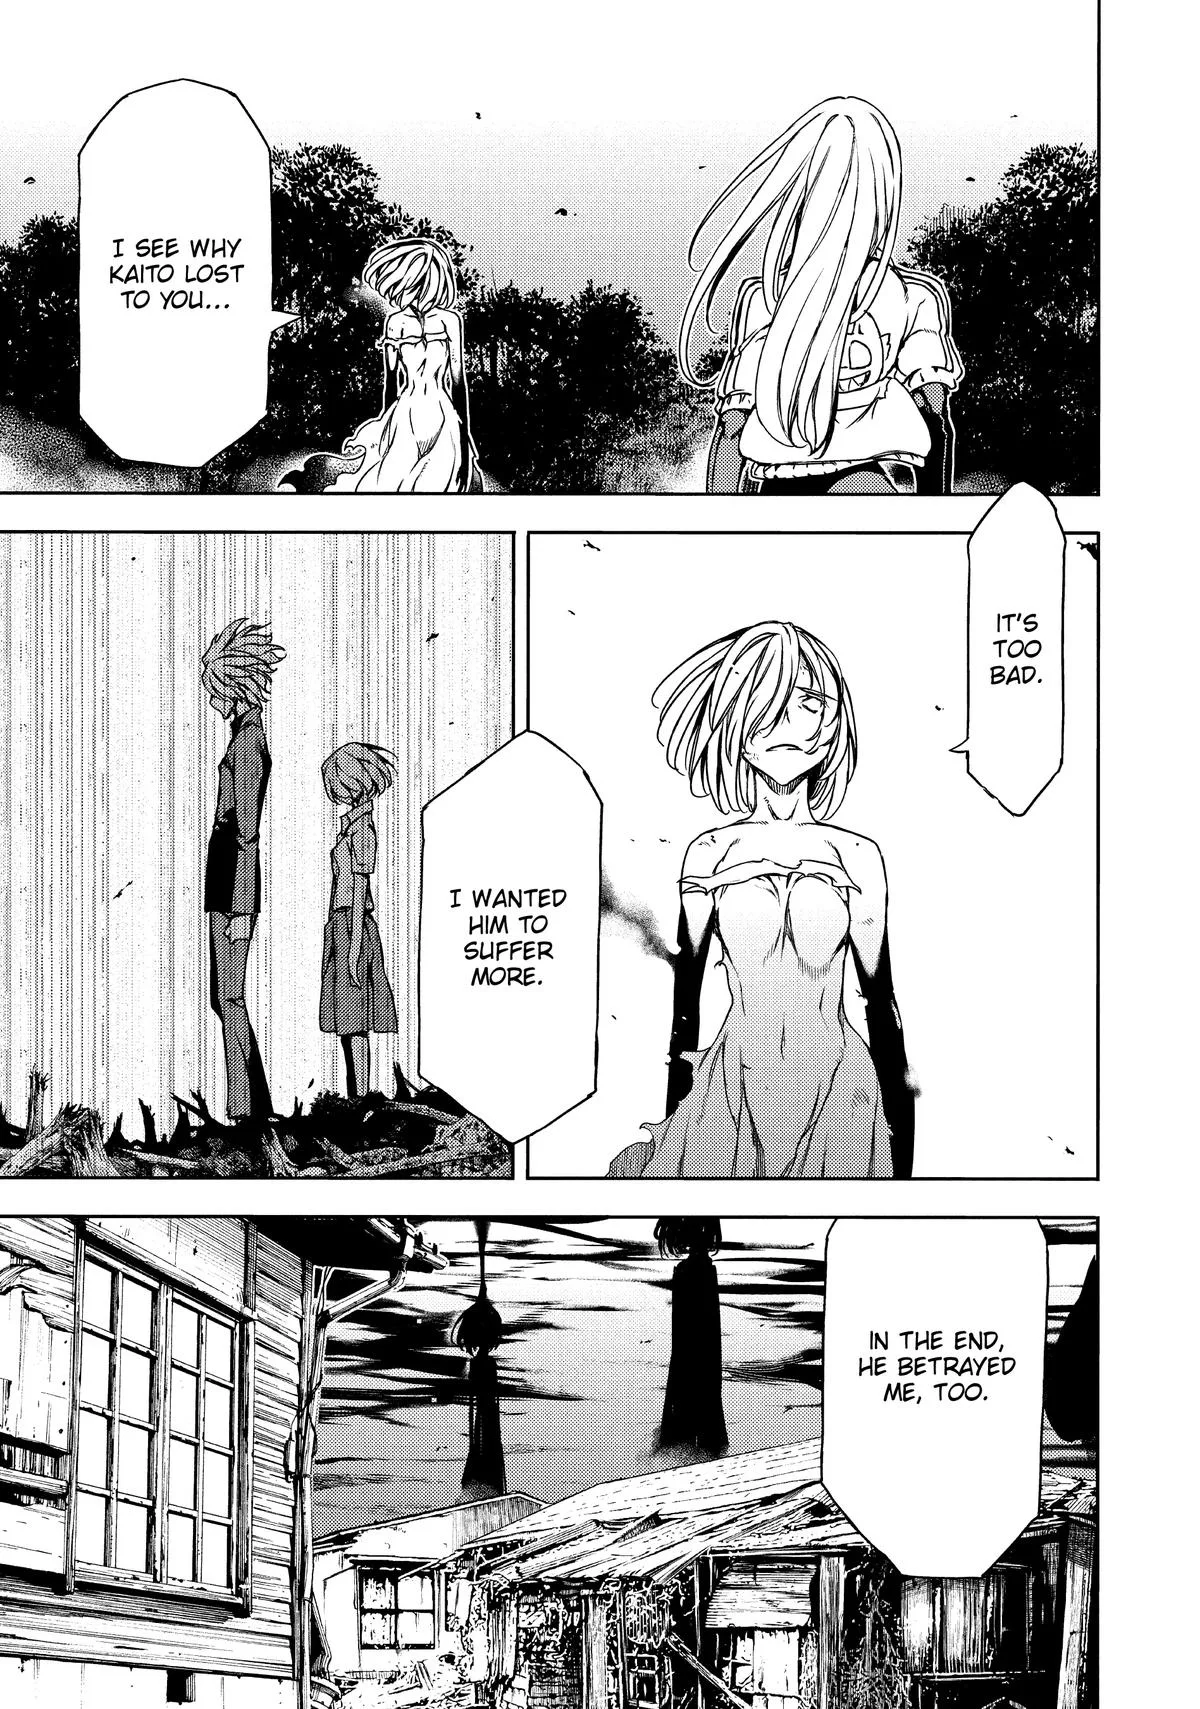 I SEE WHY
KAITO LOST
TO YOU...
IT'S
TOO
BAD.
I WANTED
HIM TO
SUFFER
MORE.
IN THE END,
HE BETRAYED
ME, TOO.